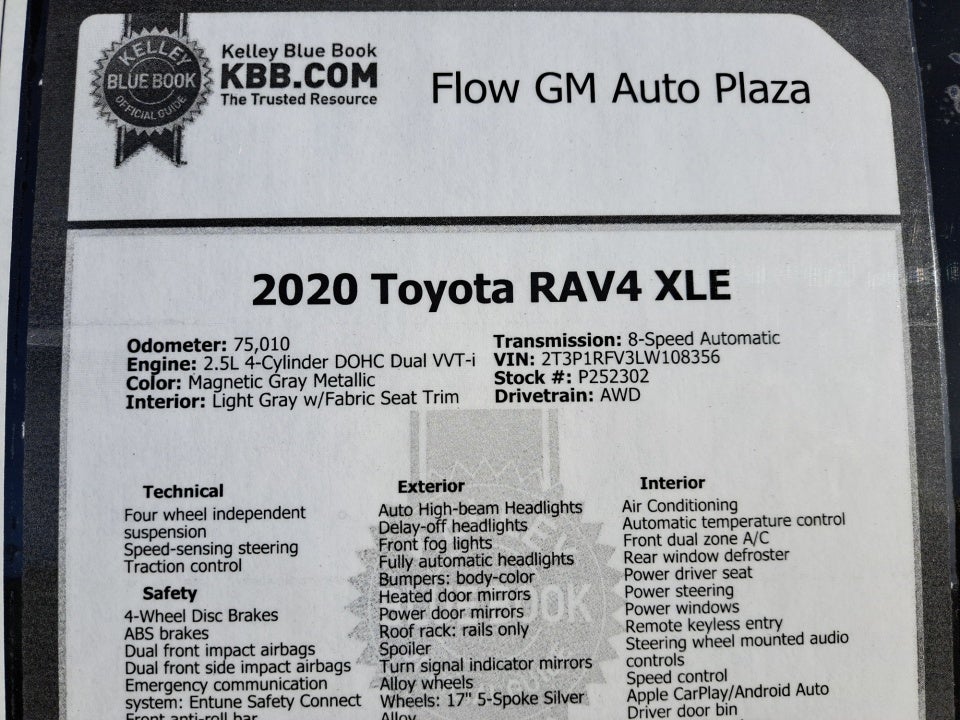 KELLEY
BLUE BOOK
OFFICIAL GUIDE
Kelley Blue Book
KBB.COM
The Trusted Resource
Flow GM Auto Plaza
2020 Toyota RAV4 XLE
Odometer: 75,010
Engine: 2.5L 4-Cylinder DOHC Dual VVT-i
Color: Magnetic Gray Metallic
Interior: Light Gray w/Fabric Seat Trim
Transmission: 8-Speed Automatic
VIN: 2T3P1RFV3LW108356
Stock #: P252302
Drivetrain: AWD
Technical
Four wheel independent
suspension
Speed-sensing steering
Traction control
Safety
4-Wheel Disc Brakes
ABS brakes
Dual front impact airbags
Dual front side impact airbags
Emergency communication
system: Entune Safety Connect
Front anti-roll bar
Exterior
Auto High-beam Headlights
Delay-off headlights
Front fog lights
Fully automatic headlights
Bumpers: body-color
Heated door mirrors
Power door mirrors
Roof rack: rails only
Spoiler
Turn signal indicator mirrors
Alloy wheels
Wheels: 17" 5-Spoke Silver
Alloy
Interior
Air Conditioning
Automatic temperature control
Front dual zone A/C
Rear window defroster
Power driver seat
Power steering
Power windows
Remote keyless entry
Steering wheel mounted audio
controls
Speed control
Apple CarPlay/Android Auto
Driver door bin